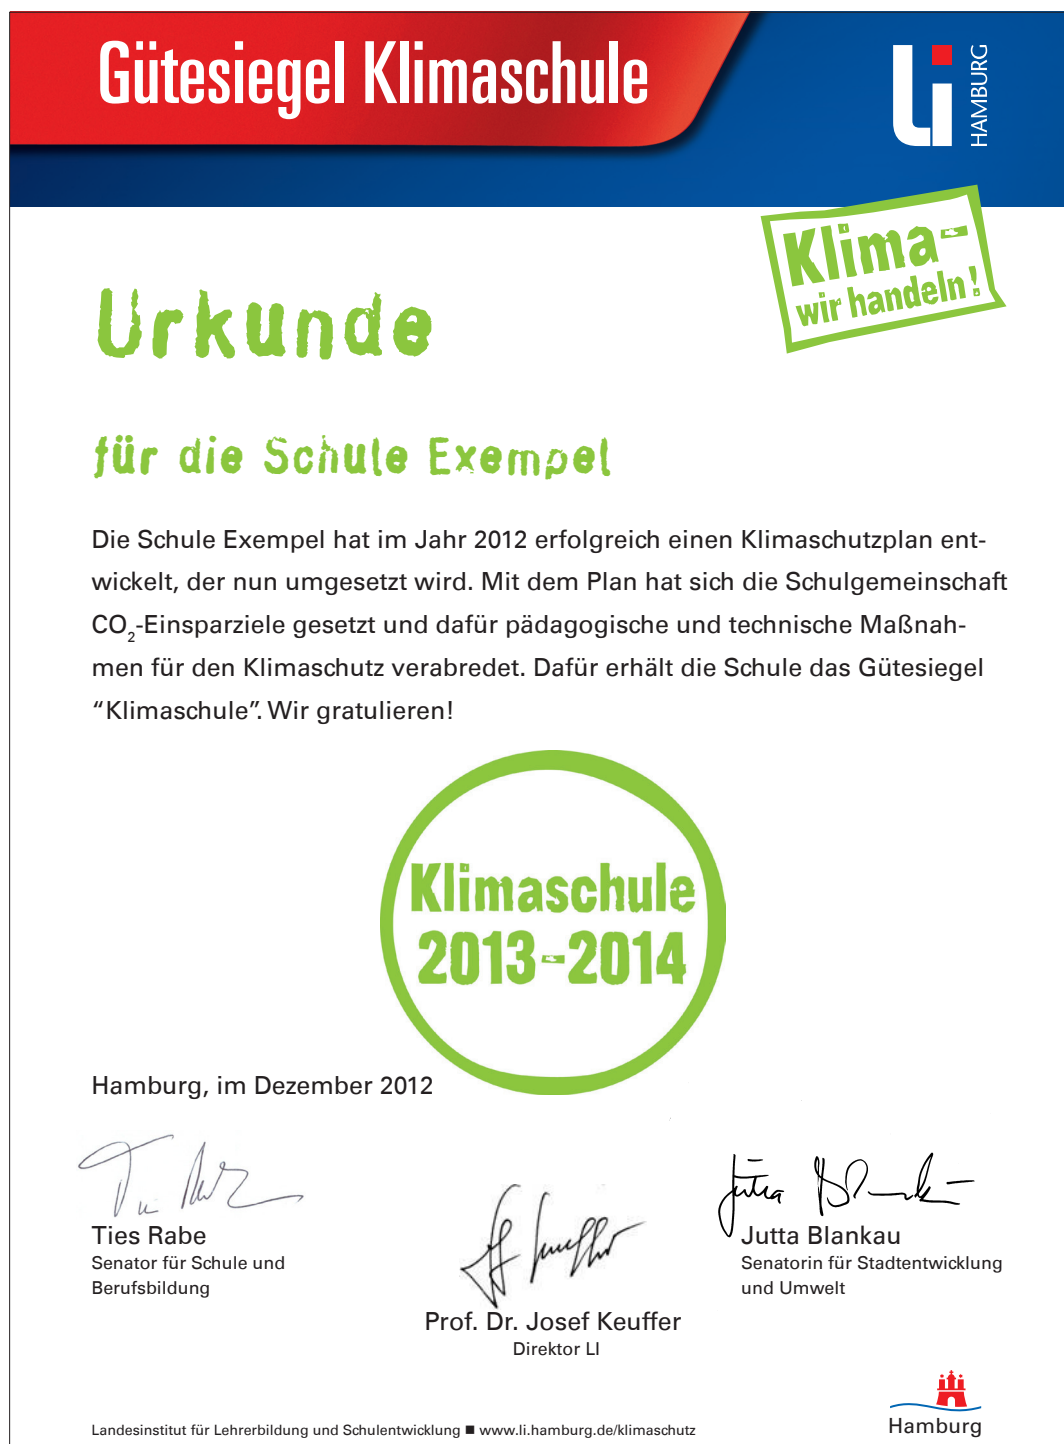 Gütesiegel Klimaschule
Li
HAMBURG
Klima-
wir handeln!
Urkunde
für die Schule Exempel
Die Schule Exempel hat im Jahr 2012 erfolgreich einen Klimaschutzplan ent-
wickelt, der nun umgesetzt wird. Mit dem Plan hat sich die Schulgemeinschaft
CO₂-Einsparziele gesetzt und dafür pädagogische und technische Maßnah-
men für den Klimaschutz verabredet. Dafür erhält die Schule das Gütesiegel
“Klimaschule”. Wir gratulieren!
Klimaschule
2013-2014
Hamburg, im Dezember 2012
Ties Rabe
Senator für Schule und
Berufsbildung
Jutta Blankau
Jutta Blankau
Senatorin für Stadtentwicklung
und Umwelt
Prof. Dr. Josef Keuffer
Direktor LI
Landesinstitut für Lehrerbildung und Schulentwicklung ■ www.li.hamburg.de/klimaschutz
Hamburg